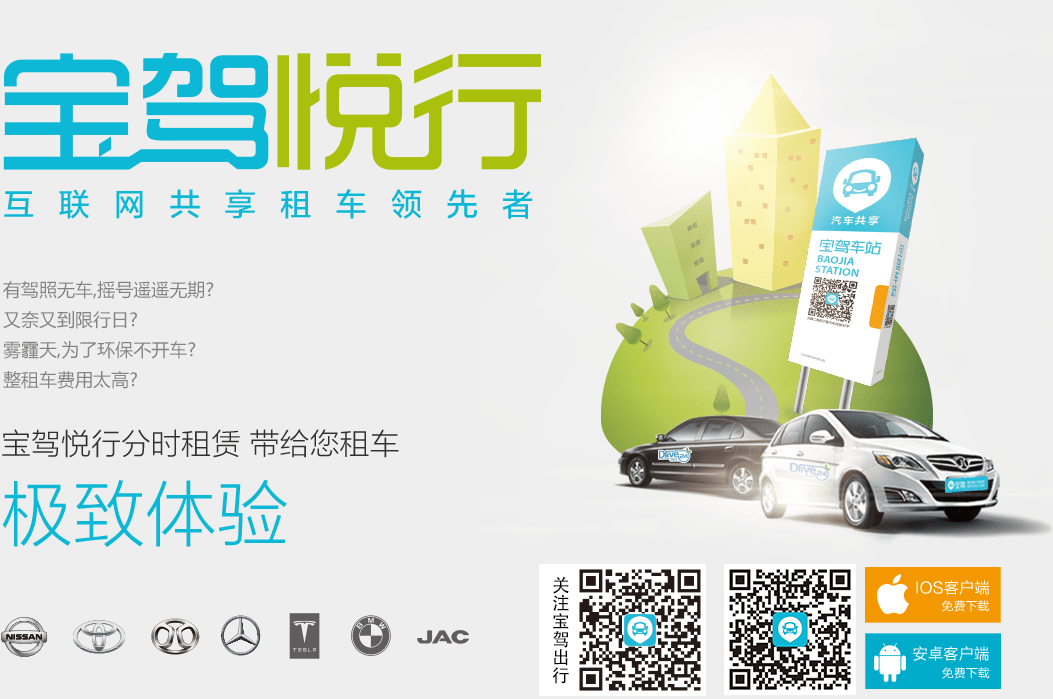 宝驾悦行
互联网共享租车领先者
有驾照无车,摇号遥遥无期?
又奈又到限行日?
雾霾天,为了环保不开车?
整租车费用太高?
宝驾悦行分时租赁 带给您租车
极致体验
汽车共享
宝驾车站
BAOJIA
STATION
Drive24
Drive24
宝驾
NISSAN
TESLA
BMW
JAC
关注宝驾出行
IOS客户端
免费下载
安卓客户端
免费下载